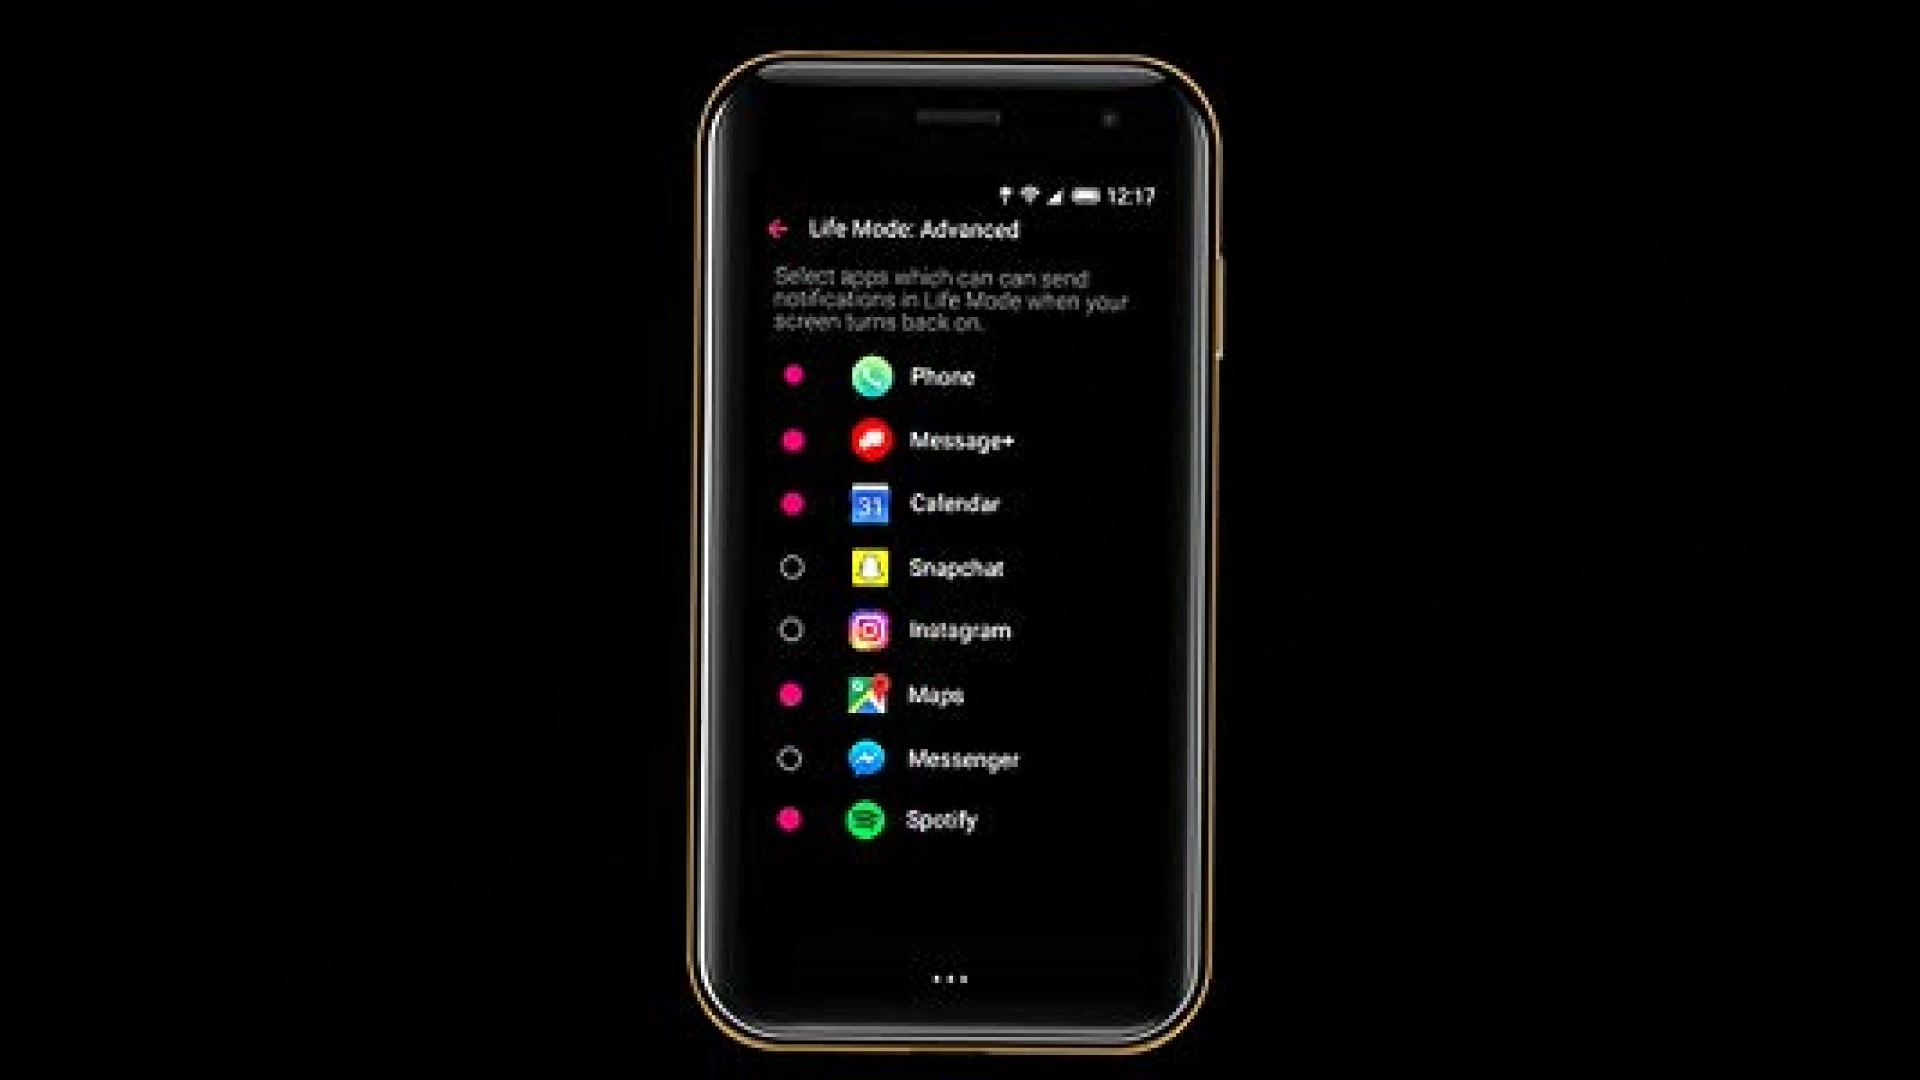 12:17
Life Mode: Advanced
Select apps which can can send
notifications in Life Mode when your
screen turns back on.
Phone
Message+
31 Calendar
Snapchat
Instagram
Maps
Messenger
Spotify